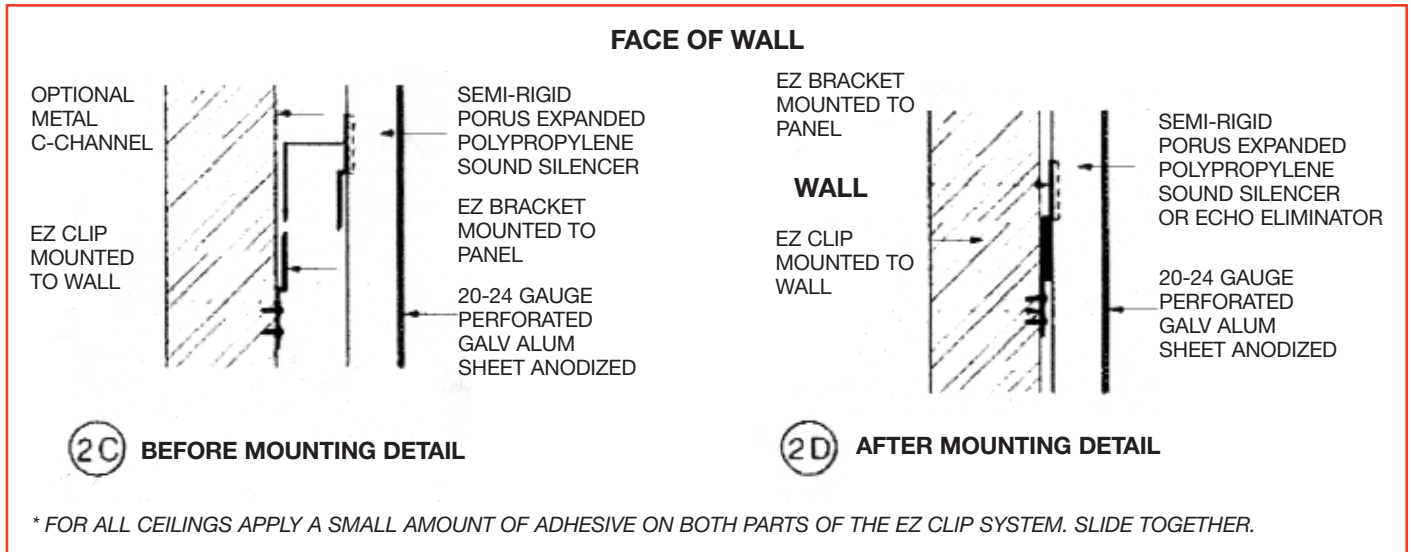 FACE OF WALL
OPTIONAL
METAL
C-CHANNEL
EZ CLIP
MOUNTED
TO WALL
SEMI-RIGID
PORUS EXPANDED
POLYPROPYLENE
SOUND SILENCER
EZ BRACKET
MOUNTED TO
PANEL
20-24 GAUGE
PERFORATED
GALV ALUM
SHEET ANODIZED
2C BEFORE MOUNTING DETAIL
EZ BRACKET
MOUNTED TO
PANEL
WALL
EZ CLIP
MOUNTED TO
WALL
SEMI-RIGID
PORUS EXPANDED
POLYPROPYLENE
SOUND SILENCER
OR ECHO ELIMINATOR
20-24 GAUGE
PERFORATED
GALV ALUM
SHEET ANODIZED
2D AFTER MOUNTING DETAIL
* FOR ALL CEILINGS APPLY A SMALL AMOUNT OF ADHESIVE ON BOTH PARTS OF THE EZ CLIP SYSTEM. SLIDE TOGETHER.